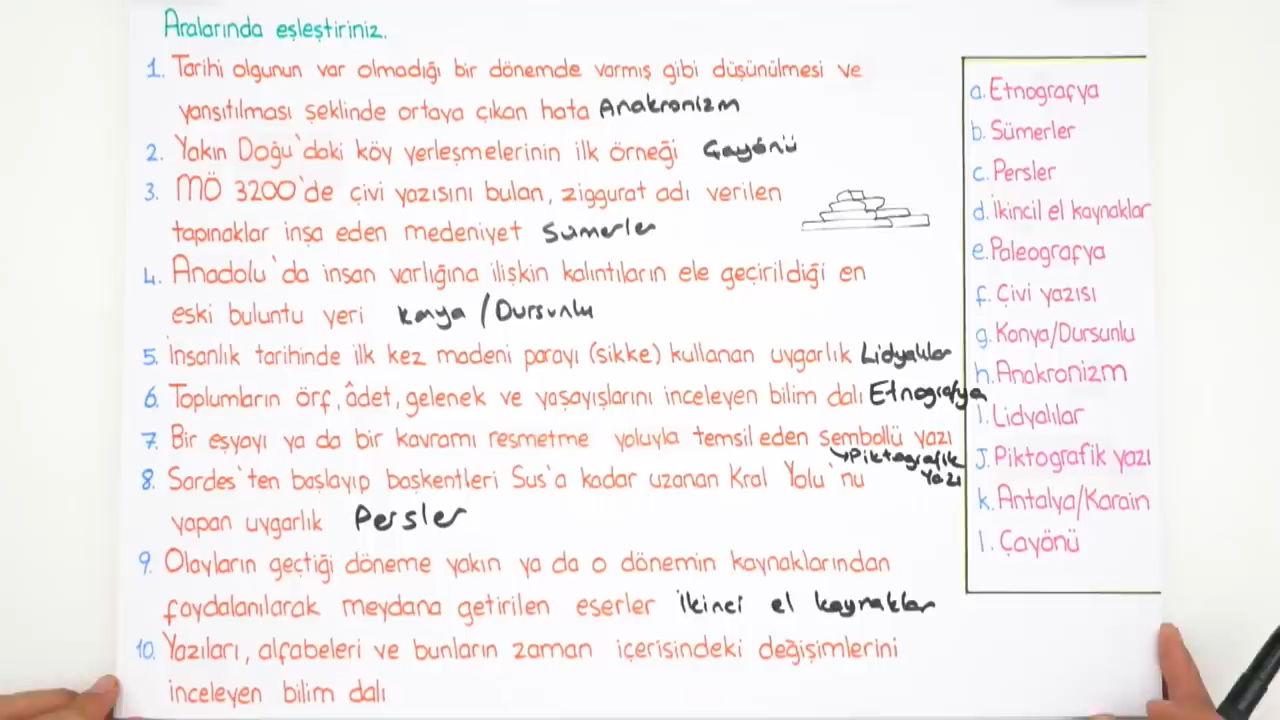 Aralarında eşleştiriniz.
1. Tarihi olgunun var olmadığı bir dönemde varmış gibi düşünülmesi ve
yansıtılması şeklinde ortaya çıkan hata Anakronizm
2. Yakın Doğu'daki köy yerleşmelerinin ilk örneği Çayönü
3. MÖ 3200'de çivi yazısını bulan, ziggurat adı verilen
tapınaklar inşa eden medeniyet Sümerler
4. Anadolu'da insan varlığına ilişkin kalıntıların ele geçirildiği en
eski buluntu yeri Konya / Dursunlu
5. İnsanlık tarihinde ilk kez madeni parayı (sikke) kullanan uygarlık Lidyalılar
6. Toplumların örf, âdet, gelenek ve yaşayışlarını inceleyen bilim dalı Etnografya
7. Bir eşyayı ya da bir kavramı resmetme yoluyla temsil eden sembollü yazı
Piktografik
yazı
8. Sardes'ten başlayıp başkentleri Sus'a kadar uzanan Kral Yolu'nu
yapan uygarlık Persler
9. Olayların geçtiği döneme yakın ya da o dönemin kaynaklarından
faydalanılarak meydana getirilen eserler İkinci el kaynaklar
10. Yazıları, alfabeleri ve bunların zaman içerisindeki değişimlerini
inceleyen bilim dalı
a. Etnografya
b. Sümerler
c. Persler
d. İkincil el kaynaklar
e. Paleografya
f. Çivi yazısı
g. Konya/Dursunlu
h. Anakronizm
ı. Lidyalılar
J. Piktografik yazı
k. Antalya/Karain
l. Çayönü